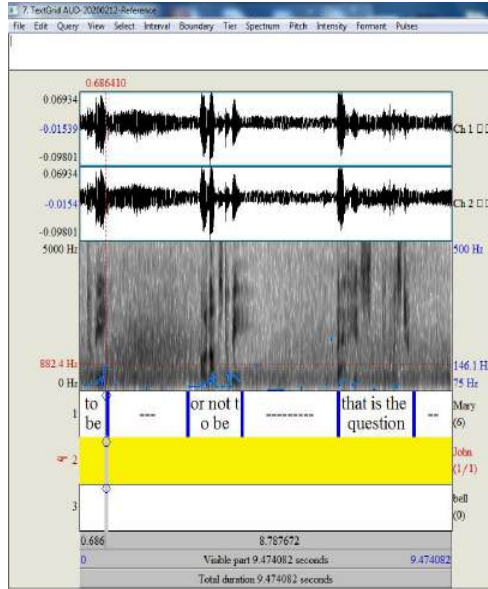 7. TextGrid AUO-20200212-Reference
File Edit Query View Select Interval Boundary Tier Spectrum Pitch Intensity Formant Pulses
0.686410
0.06934
-0.01539
-0.09801
Ch 1
0.06934
-0.0154
-0.09801
Ch 2
5000 Hz
500 Hz
882.4 Hz
146.1 H
0 Hz
75 Hz
1
to be
---
or not t o be
---------
that is the question
--
Mary (6)
2
John (1/1)
3
bell (0)
0.686
8.787672
0
Visible part 9.474082 seconds
9.474082
Total duration 9.474082 seconds